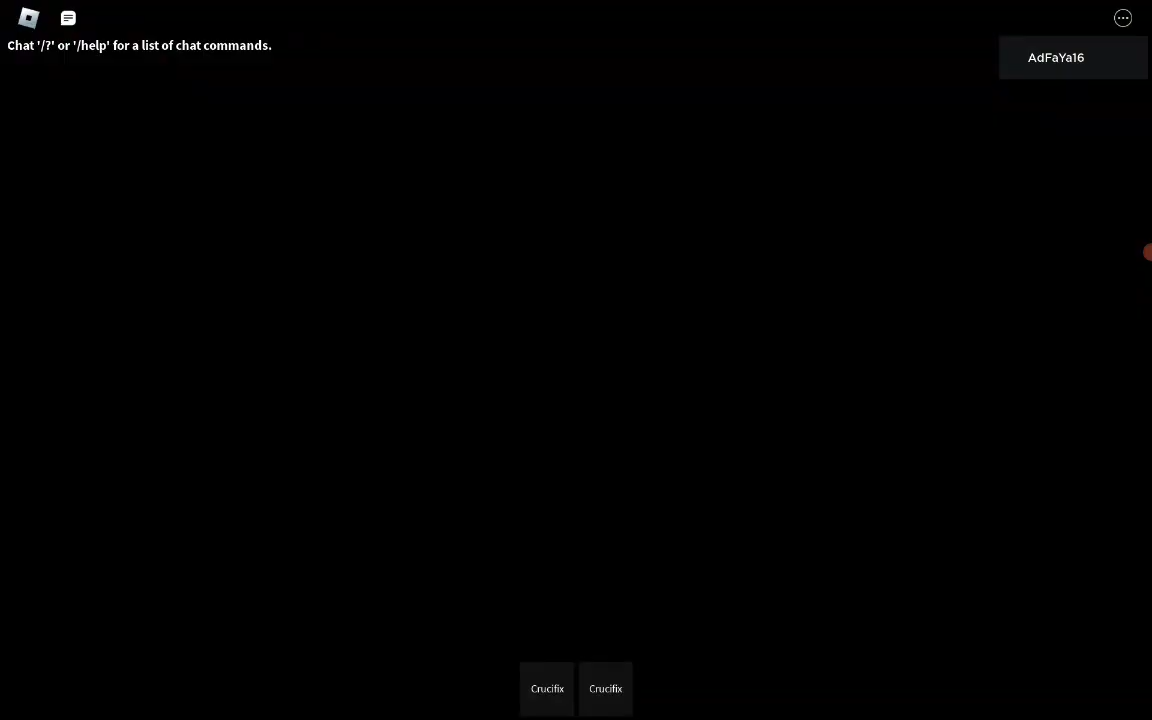 Chat '/?' or '/help' for a list of chat commands.
AdFaYa16
Crucifix Crucifix